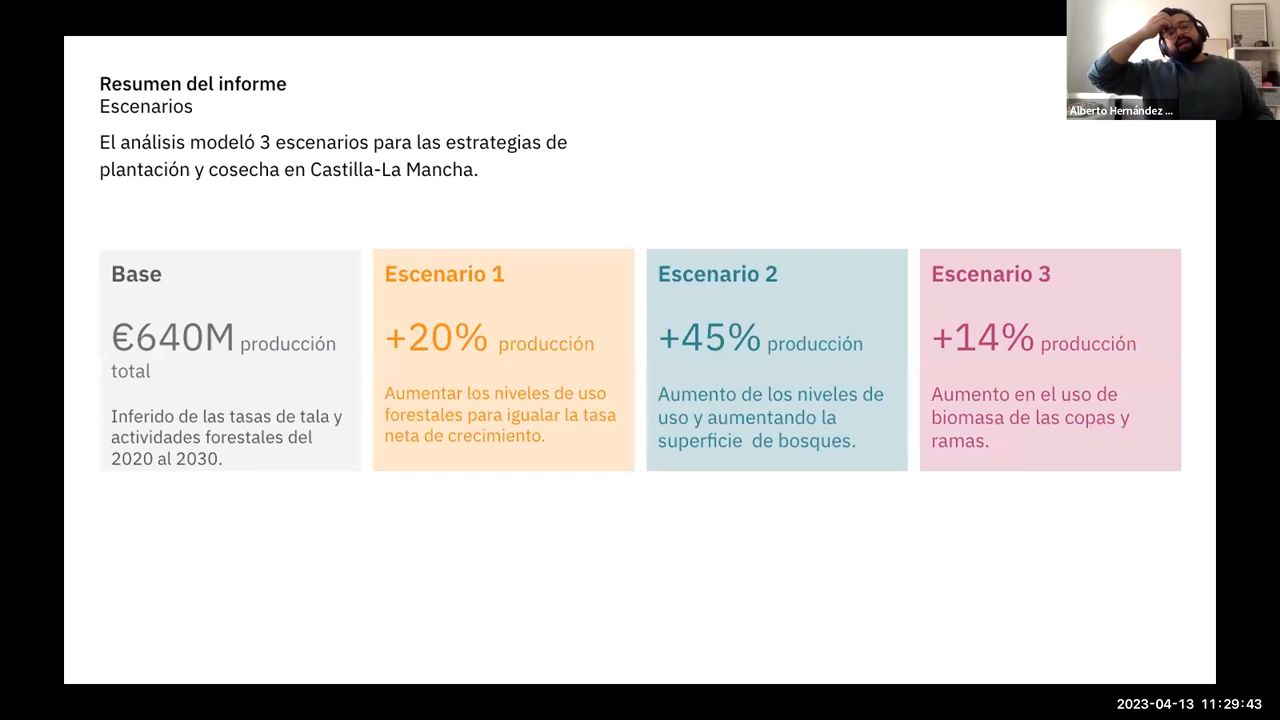 Resumen del informe
Escenarios
El análisis modeló 3 escenarios para las estrategias de
plantación y cosecha en Castilla-La Mancha.
Alberto Hernández ...
Base
€640M producción
total
Inferido de las tasas de tala y
actividades forestales del
2020 al 2030.
Escenario 1
+20% producción
Aumentar los niveles de uso
forestales para igualar la tasa
neta de crecimiento.
Escenario 2
+45% producción
Aumento de los niveles de
uso y aumentando la
superficie de bosques.
Escenario 3
+14% producción
Aumento en el uso de
biomasa de las copas y
ramas.
2023-04-13 11:29:43